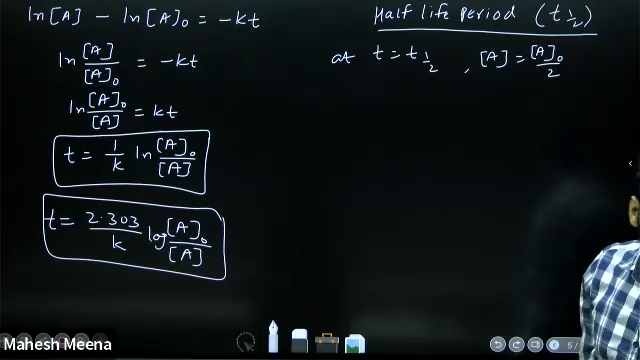 ln[A] - ln[A]₀ = -kt
ln [A]/[A]₀ = -kt
ln [A]₀/[A] = kt
t = 1/k ln [A]₀/[A]
t = 2.303/k log [A]₀/[A]
Half life period (t½)
at t = t½, [A] = [A]₀/2
Mahesh Meena
5/